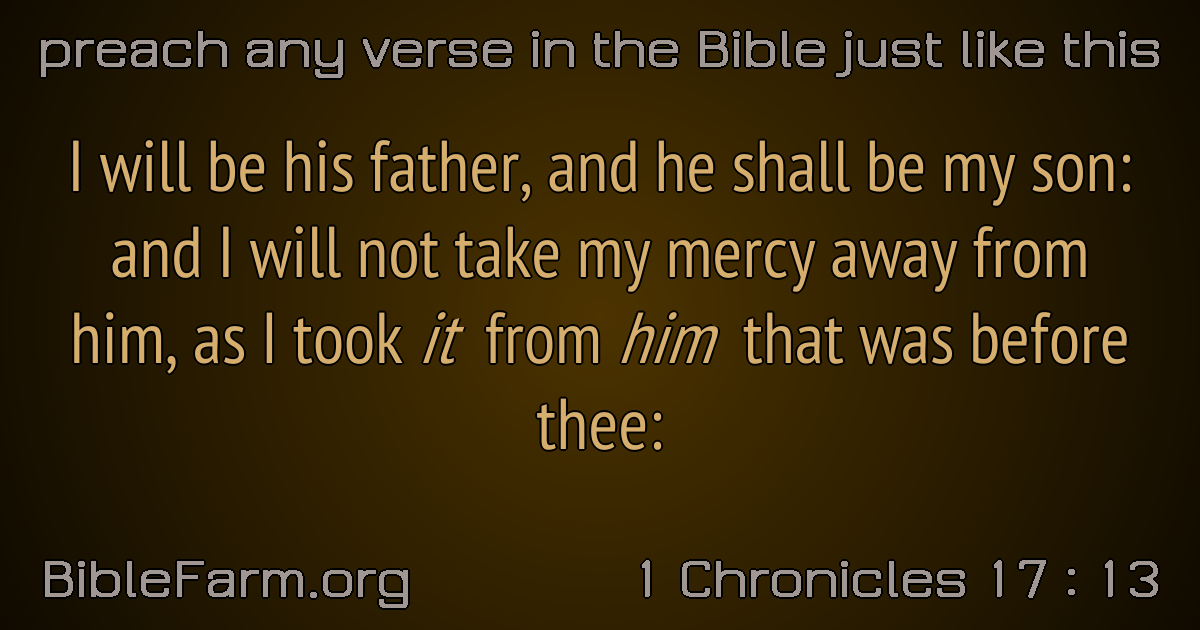 preach any verse in the Bible just like this
I will be his father, and he shall be my son:
and I will not take my mercy away from
him, as I took it from him that was before
thee:
BibleFarm.org
1 Chronicles 17 : 13